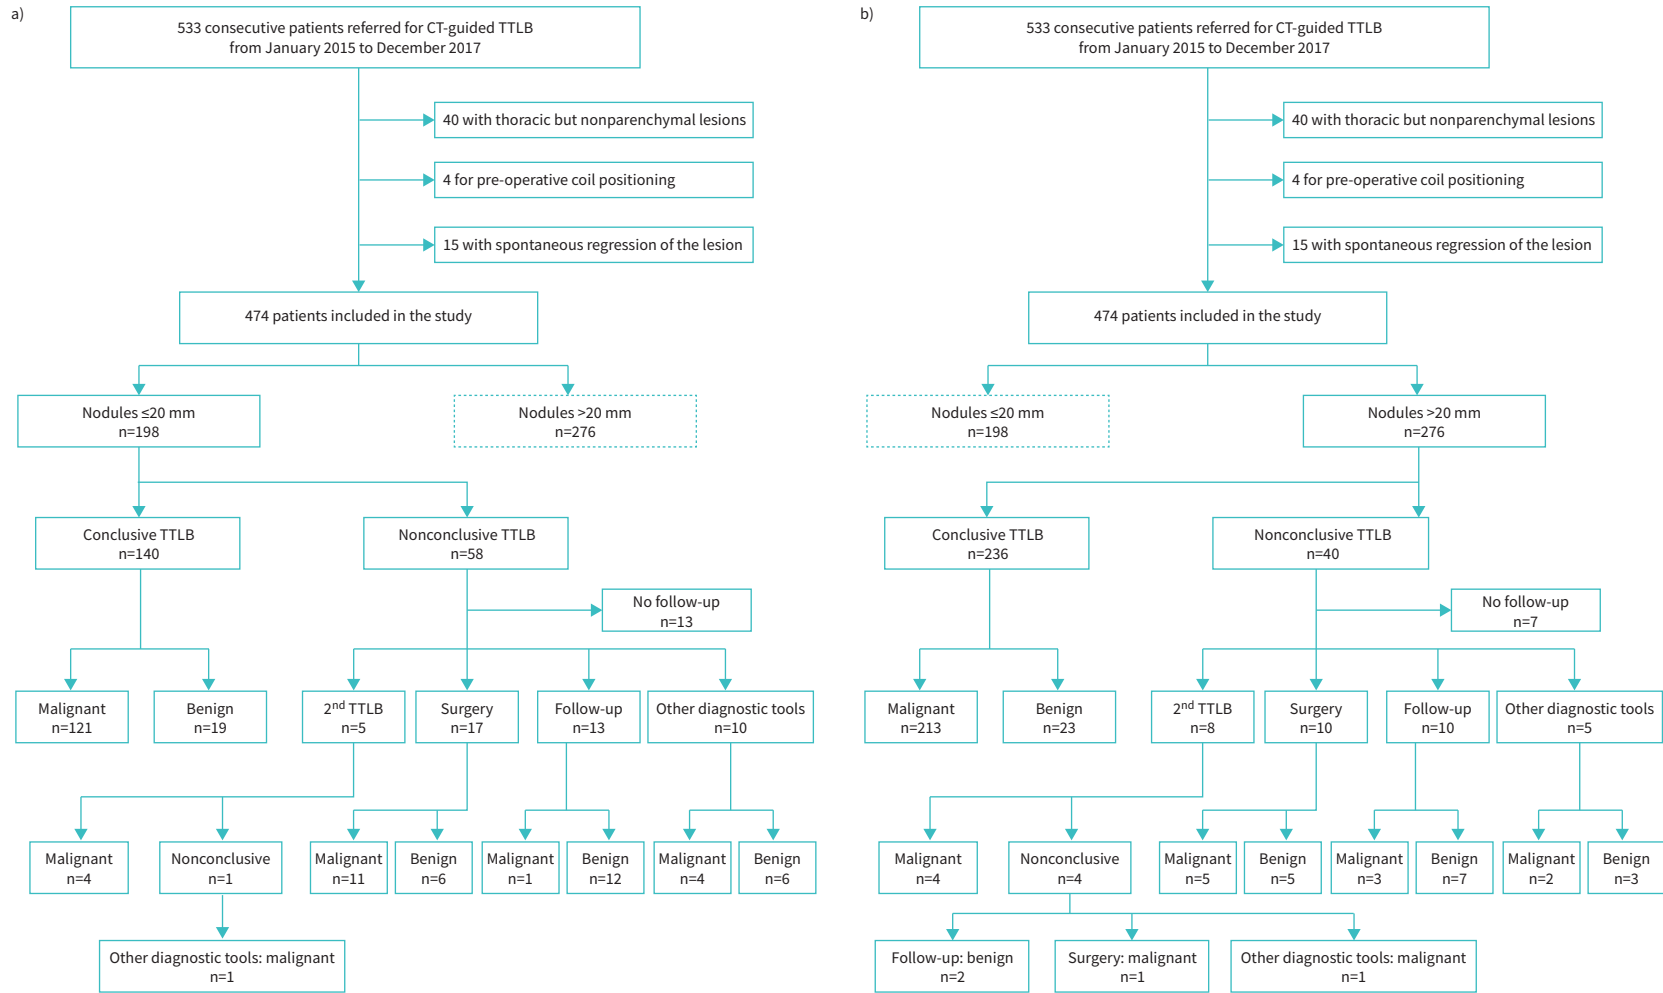 a)
533 consecutive patients referred for CT-guided TTLB
from January 2015 to December 2017
40 with thoracic but nonparenchymal lesions
4 for pre-operative coil positioning
15 with spontaneous regression of the lesion
474 patients included in the study
Nodules ≤20 mm
n=198
Nodules >20 mm
n=276
Conclusive TTLB
n=140
Nonconclusive TTLB
n=58
No follow-up
n=13
Malignant
n=121
Benign
n=19
2nd TTLB
n=5
Surgery
n=17
Follow-up
n=13
Other diagnostic tools
n=10
Malignant
n=4
Nonconclusive
n=1
Malignant
n=11
Benign
n=6
Malignant
n=1
Benign
n=12
Malignant
n=4
Benign
n=6
Other diagnostic tools: malignant
n=1
b)
533 consecutive patients referred for CT-guided TTLB
from January 2015 to December 2017
40 with thoracic but nonparenchymal lesions
4 for pre-operative coil positioning
15 with spontaneous regression of the lesion
474 patients included in the study
Nodules ≤20 mm
n=198
Nodules >20 mm
n=276
Conclusive TTLB
n=236
Nonconclusive TTLB
n=40
No follow-up
n=7
Malignant
n=213
Benign
n=23
2nd TTLB
n=8
Surgery
n=10
Follow-up
n=10
Other diagnostic tools
n=5
Malignant
n=4
Nonconclusive
n=4
Malignant
n=5
Benign
n=5
Malignant
n=3
Benign
n=7
Malignant
n=2
Benign
n=3
Follow-up: benign
n=2
Surgery: malignant
n=1
Other diagnostic tools: malignant
n=1